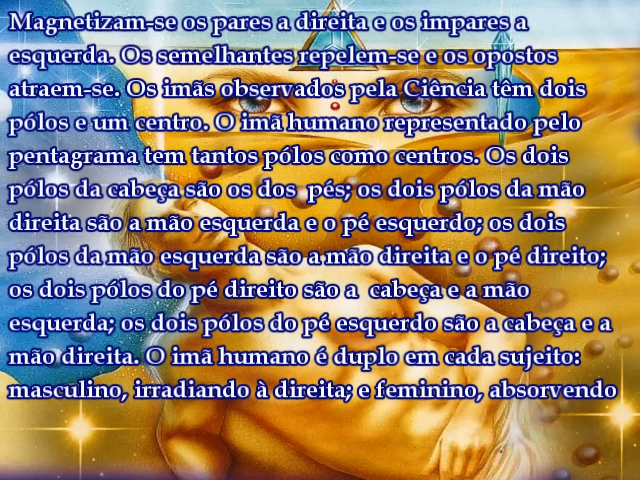 Magnetizam-se os pares a direita e os impares a
esquerda. Os semelhantes repelem-se e os opostos
atraem-se. Os imãs observados pela Ciência têm dois
pólos e um centro. O imã humano representado pelo
pentagrama tem tantos pólos como centros. Os dois
pólos da cabeça são os dos  pés; os dois pólos da mão
direita são a mão esquerda e o pé esquerdo; os dois
pólos da mão esquerda são a mão direita e o pé direito;
os dois pólos do pé direito são a  cabeça e a mão
esquerda; os dois pólos do pé esquerdo são a cabeça e a
mão direita. O imã humano é duplo em cada sujeito:
masculino, irradiando à direita; e feminino, absorvendo